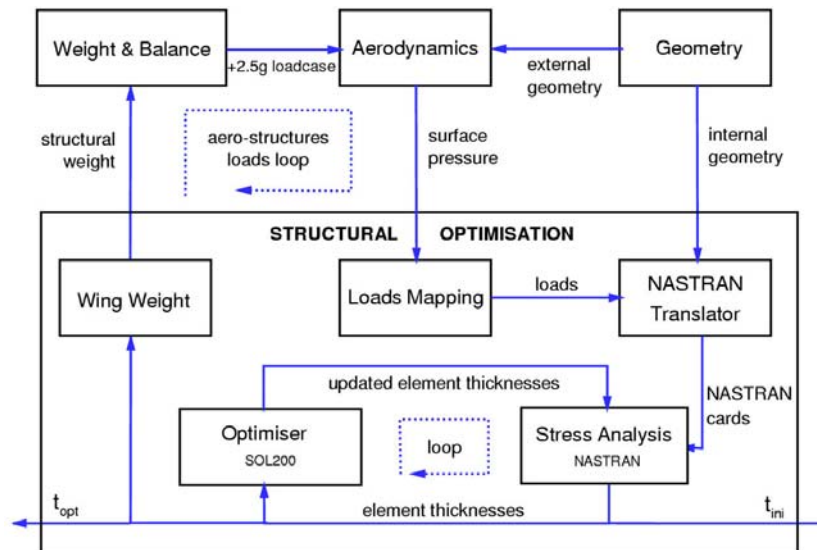 Weight & Balance
+2.5g loadcase
Aerodynamics
external
geometry
Geometry
structural
weight
aero-structures
loads loop
surface
pressure
internal
geometry
STRUCTURAL OPTIMISATION
Wing Weight
Loads Mapping
loads
NASTRAN
Translator
updated element thicknesses
NASTRAN
cards
Optimiser
SOL200
loop
Stress Analysis
NASTRAN
t_opt
element thicknesses
t_ini